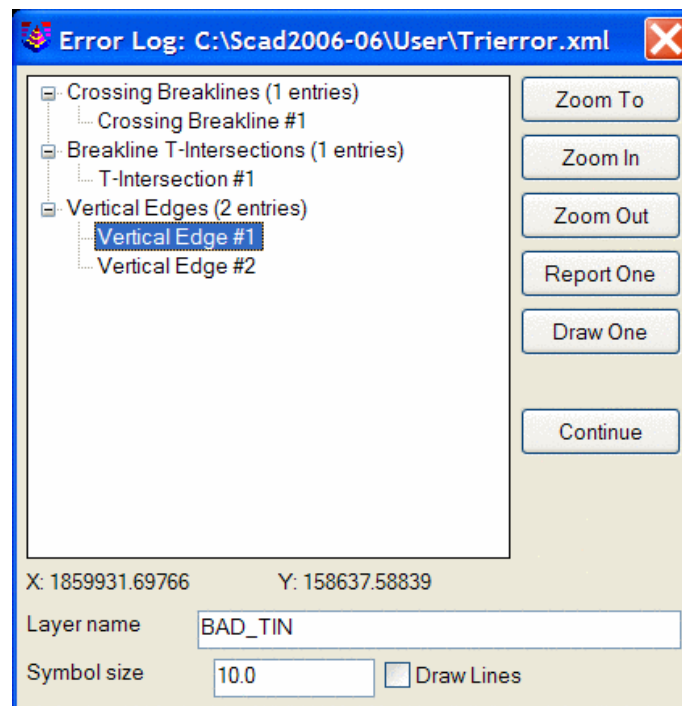 Error Log: C:\Scad2006-06\User\Trierror.xml
Crossing Breaklines (1 entries)
Crossing Breakline #1
Breakline T-Intersections (1 entries)
T-Intersection #1
Vertical Edges (2 entries)
Vertical Edge #1
Vertical Edge #2
Zoom To
Zoom In
Zoom Out
Report One
Draw One
Continue
X: 1859931.69766 Y: 158637.58839
Layer name BAD_TIN
Symbol size 10.0 Draw Lines